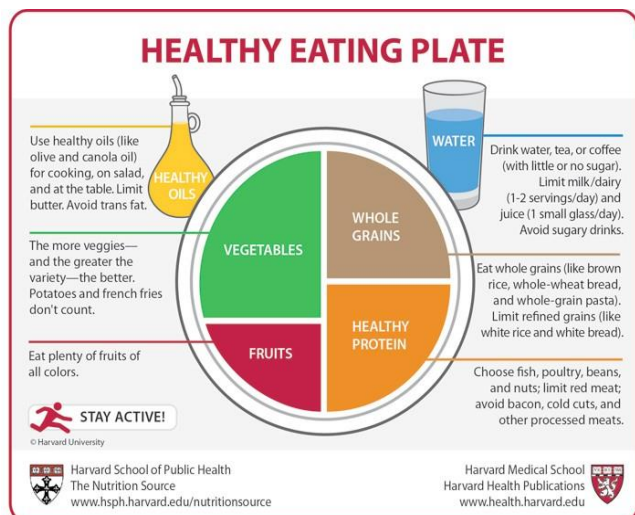 HEALTHY EATING PLATE
Use healthy oils (like
olive and canola oil)
for cooking, on salad,
and at the table. Limit
butter. Avoid trans fat.
HEALTHY
OILS
The more veggies—
and the greater the
variety—the better.
Potatoes and french fries
don't count.
Eat plenty of fruits of
all colors.
STAY ACTIVE!
© Harvard University
VEGETABLES
FRUITS
WHOLE
GRAINS
HEALTHY
PROTEIN
WATER
Drink water, tea, or coffee
(with little or no sugar).
Limit milk/dairy
(1-2 servings/day) and
juice (1 small glass/day).
Avoid sugary drinks.
Eat whole grains (like brown
rice, whole-wheat bread,
and whole-grain pasta).
Limit refined grains (like
white rice and white bread).
Choose fish, poultry, beans,
and nuts; limit red meat;
avoid bacon, cold cuts, and
other processed meats.
Harvard School of Public Health
The Nutrition Source
www.hsph.harvard.edu/nutritionsource
Harvard Medical School
Harvard Health Publications
www.health.harvard.edu